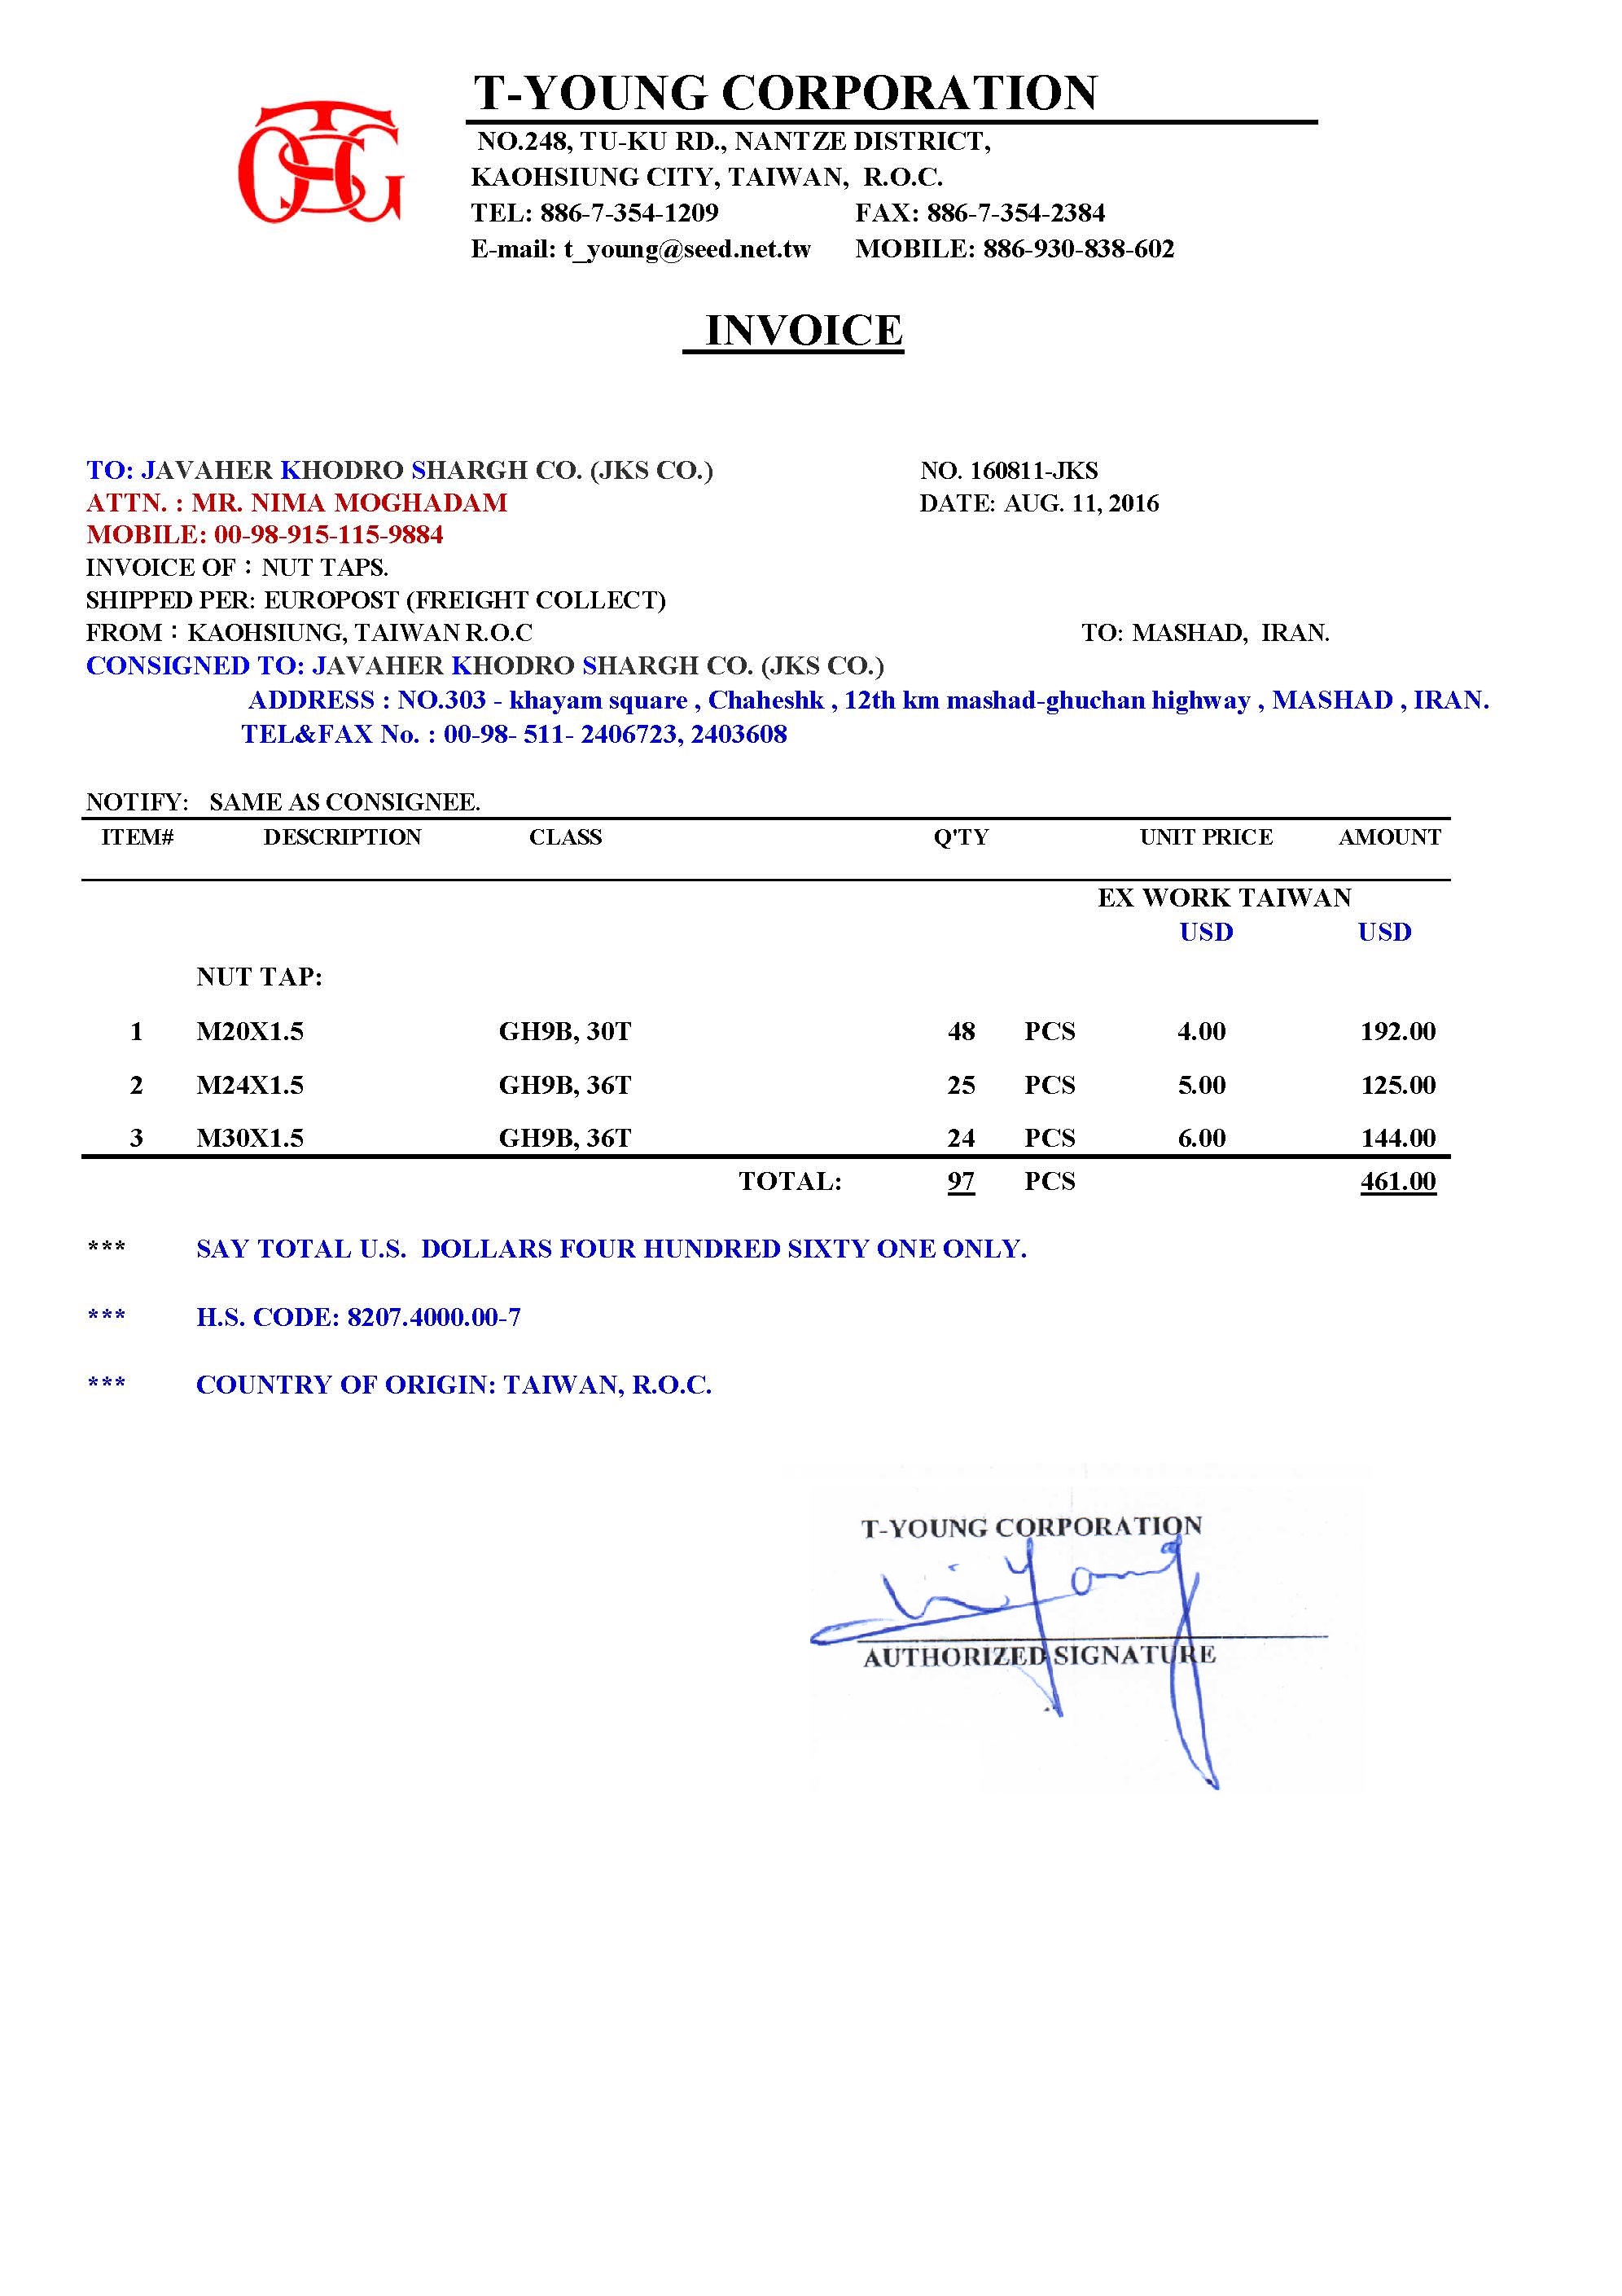 T-YOUNG CORPORATION
NO.248, TU-KU RD., NANTZE DISTRICT,
KAOHSIUNG CITY, TAIWAN, R.O.C.
TEL: 886-7-354-1209 FAX: 886-7-354-2384
E-mail: t_young@seed.net.tw MOBILE: 886-930-838-602
INVOICE
TO: JAVAHER KHODRO SHARGH CO. (JKS CO.) NO. 160811-JKS
ATTN. : MR. NIMA MOGHADAM DATE: AUG. 11, 2016
MOBILE: 00-98-915-115-9884
INVOICE OF：NUT TAPS.
SHIPPED PER: EUROPOST (FREIGHT COLLECT)
FROM：KAOHSIUNG, TAIWAN R.O.C TO: MASHAD, IRAN.
CONSIGNED TO: JAVAHER KHODRO SHARGH CO. (JKS CO.)
ADDRESS : NO.303 - khayam square , Chaheshk , 12th km mashad-ghuchan highway , MASHAD , IRAN.
TEL&FAX No. : 00-98- 511- 2406723, 2403608
NOTIFY: SAME AS CONSIGNEE.
ITEM# DESCRIPTION CLASS Q'TY UNIT PRICE AMOUNT
EX WORK TAIWAN
USD USD
NUT TAP:
1 M20X1.5 GH9B, 30T 48 PCS 4.00 192.00
2 M24X1.5 GH9B, 36T 25 PCS 5.00 125.00
3 M30X1.5 GH9B, 36T 24 PCS 6.00 144.00
TOTAL: 97 PCS 461.00
*** SAY TOTAL U.S. DOLLARS FOUR HUNDRED SIXTY ONE ONLY.
*** H.S. CODE: 8207.4000.00-7
*** COUNTRY OF ORIGIN: TAIWAN, R.O.C.
T-YOUNG CORPORATION
AUTHORIZED SIGNATURE